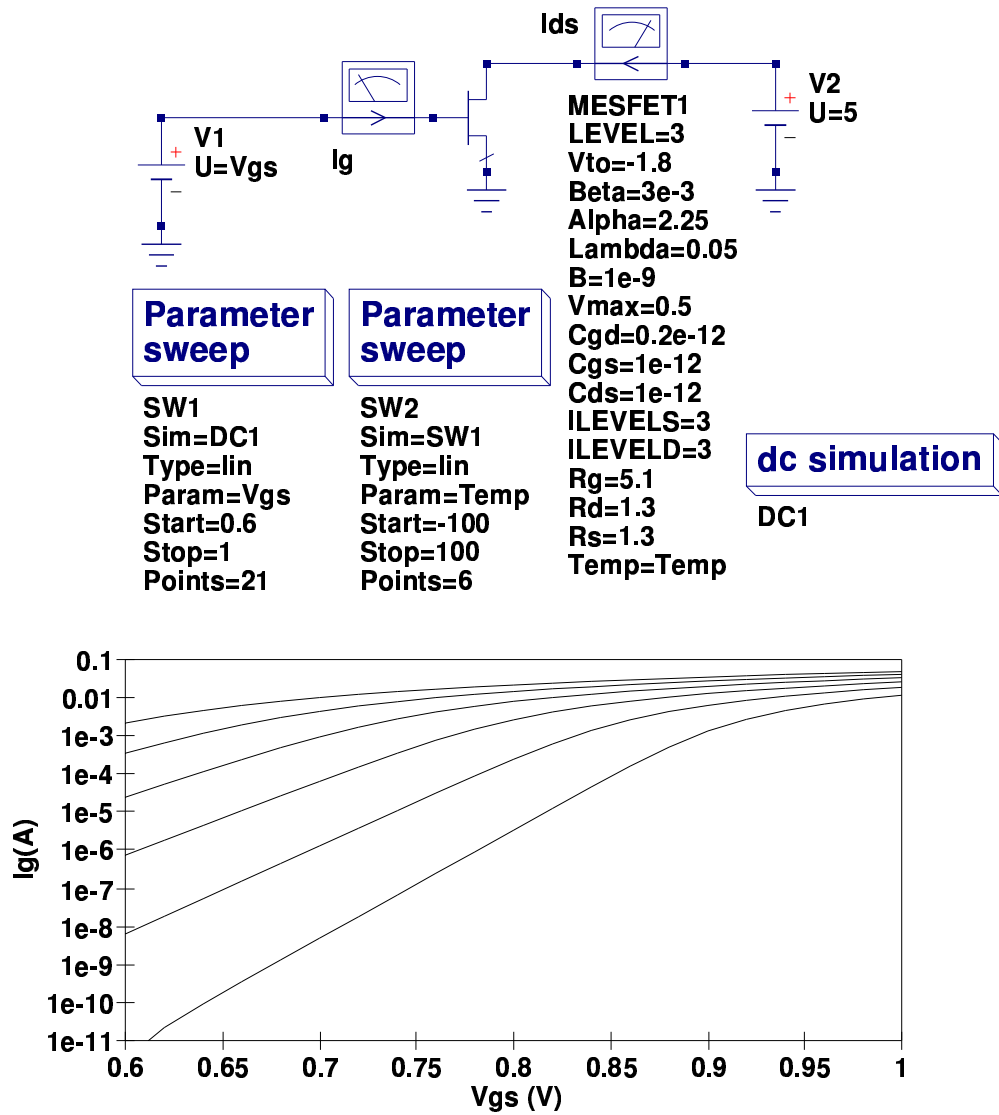 Ids
V1
U=Vgs
+
−
Ig
MESFET1
LEVEL=3
Vto=-1.8
Beta=3e-3
Alpha=2.25
Lambda=0.05
B=1e-9
Vmax=0.5
Cgd=0.2e-12
Cgs=1e-12
Cds=1e-12
ILEVELS=3
ILEVELD=3
Rg=5.1
Rd=1.3
Rs=1.3
Temp=Temp
V2
U=5
+
−
Parameter
sweep
SW1
Sim=DC1
Type=lin
Param=Vgs
Start=0.6
Stop=1
Points=21
Parameter
sweep
SW2
Sim=SW1
Type=lin
Param=Temp
Start=-100
Stop=100
Points=6
dc simulation
DC1
Ig(A)
0.1
0.01
1e-3
1e-4
1e-5
1e-6
1e-7
1e-8
1e-9
1e-10
1e-11
0.6 0.65 0.7 0.75 0.8 0.85 0.9 0.95 1
Vgs (V)